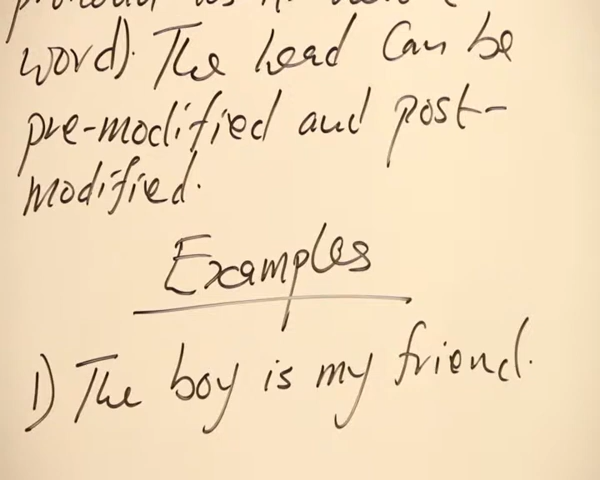 word). The head Can be
pre-modified and post-
modified.
Examples
1) The boy is my friend.